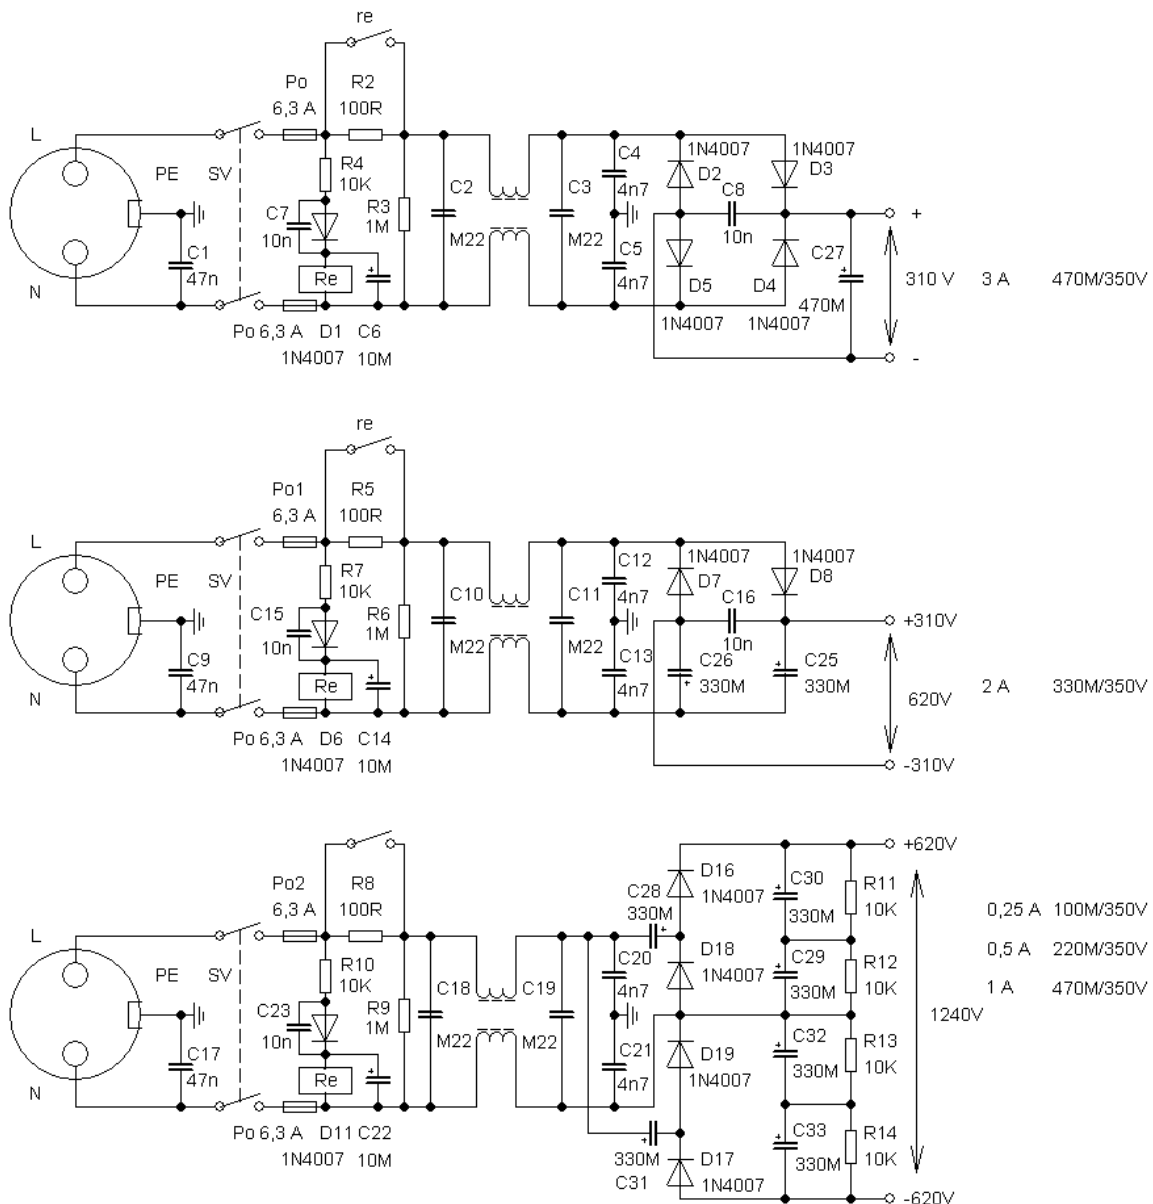 re
Po
6,3 A
R2
100R
L
PE
SV
R4
10K
C7
10n
R3
1M
C2
M22
C3
M22
C4
4n7
C5
4n7
1N4007
D2
1N4007
D3
C8
10n
C1
47n
N
Re
D5
1N4007
D4
1N4007
C27
470M
+
310 V
3 A
470M/350V
-
Po 6,3 A
D1
1N4007
C6
10M
re
Po1
6,3 A
R5
100R
L
PE
SV
R7
10K
C15
10n
R6
1M
C10
M22
C11
M22
C12
4n7
C13
4n7
1N4007
D7
1N4007
D8
C16
10n
C9
47n
N
Re
C26
330M
C25
330M
+310V
620V
2 A
330M/350V
-310V
Po 6,3 A
D6
1N4007
C14
10M
Po2
6,3 A
R8
100R
L
PE
SV
R10
10K
C23
10n
R9
1M
C18
M22
C19
M22
C28
330M
C20
4n7
C21
4n7
D16
1N4007
D18
1N4007
D19
1N4007
D17
1N4007
C30
330M
C29
330M
C32
330M
C33
330M
R11
10K
R12
10K
R13
10K
R14
10K
+620V
0,25 A 100M/350V
0,5 A 220M/350V
1 A 470M/350V
1240V
-620V
C17
47n
N
Re
Po 6,3 A
D11
1N4007
C22
10M
330M
C31